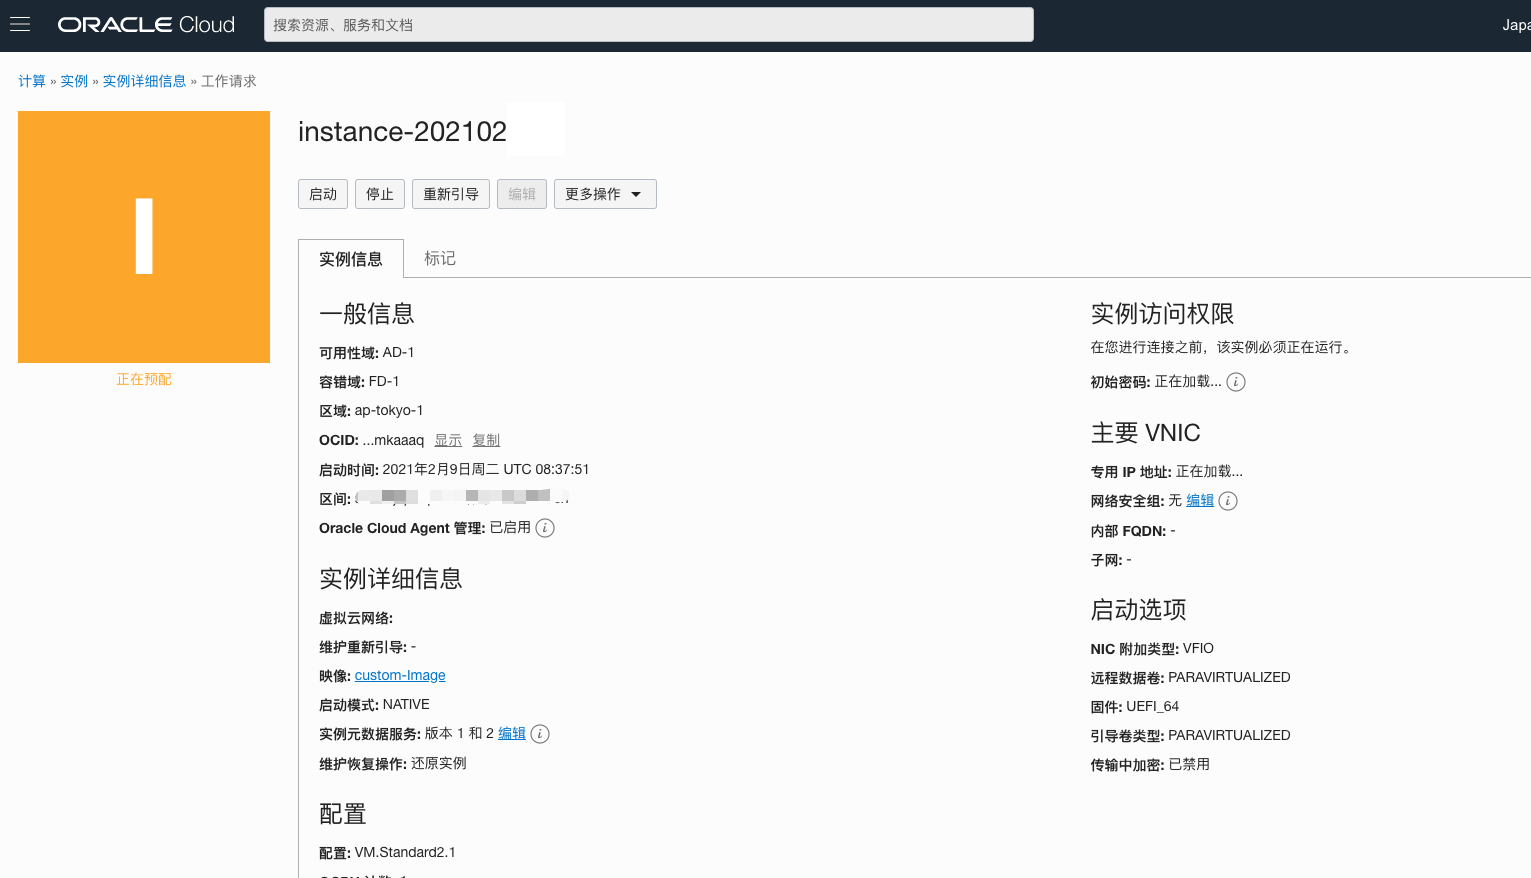 ORACLE Cloud
搜索资源、服务和文档
计算 » 实例 » 实例详细信息 » 工作请求
I
正在预配
instance-202102
启动 停止 重新引导 编辑 更多操作
实例信息 标记
一般信息
可用性域: AD-1
容错域: FD-1
区域: ap-tokyo-1
OCID: ...mkaaaq 显示 复制
启动时间: 2021年2月9日周二 UTC 08:37:51
区间:
Oracle Cloud Agent 管理: 已启用
实例详细信息
虚拟云网络:
维护重新引导: -
映像: custom-Image
启动模式: NATIVE
实例元数据服务: 版本 1 和 2 编辑
维护恢复操作: 还原实例
配置
配置: VM.Standard2.1
实例访问权限
在您进行连接之前，该实例必须正在运行。
初始密码: 正在加载...
主要 VNIC
专用 IP 地址: 正在加载...
网络安全组: 无 编辑
内部 FQDN: -
子网: -
启动选项
NIC 附加类型: VFIO
远程数据卷: PARAVIRTUALIZED
固件: UEFI_64
引导卷类型: PARAVIRTUALIZED
传输中加密: 已禁用